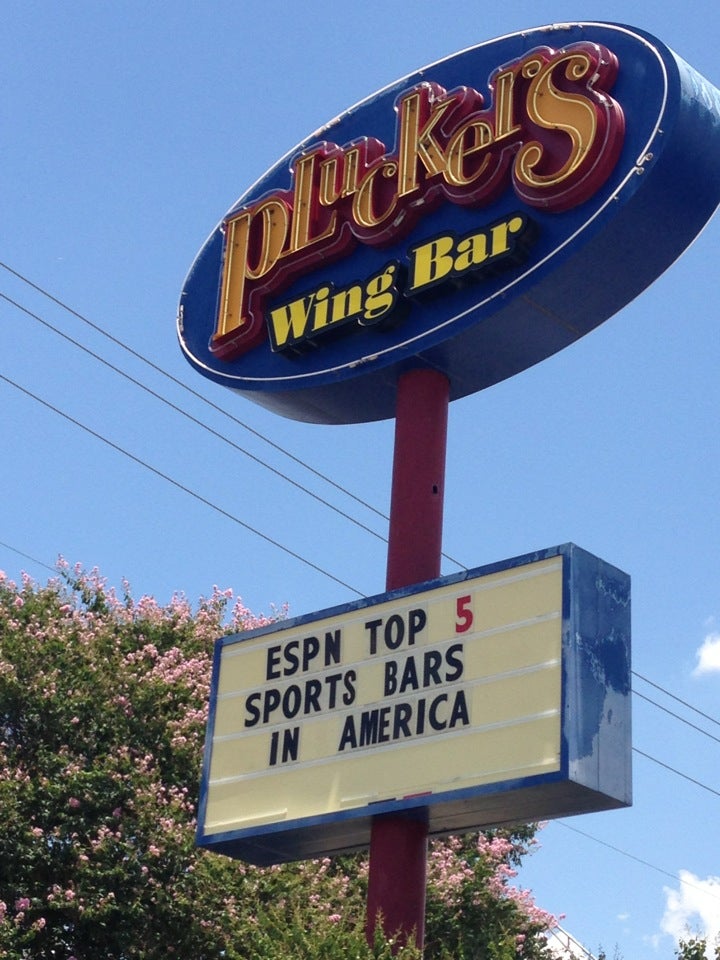 Pluckers
Wing Bar
ESPN TOP 5
SPORTS BARS
IN AMERICA